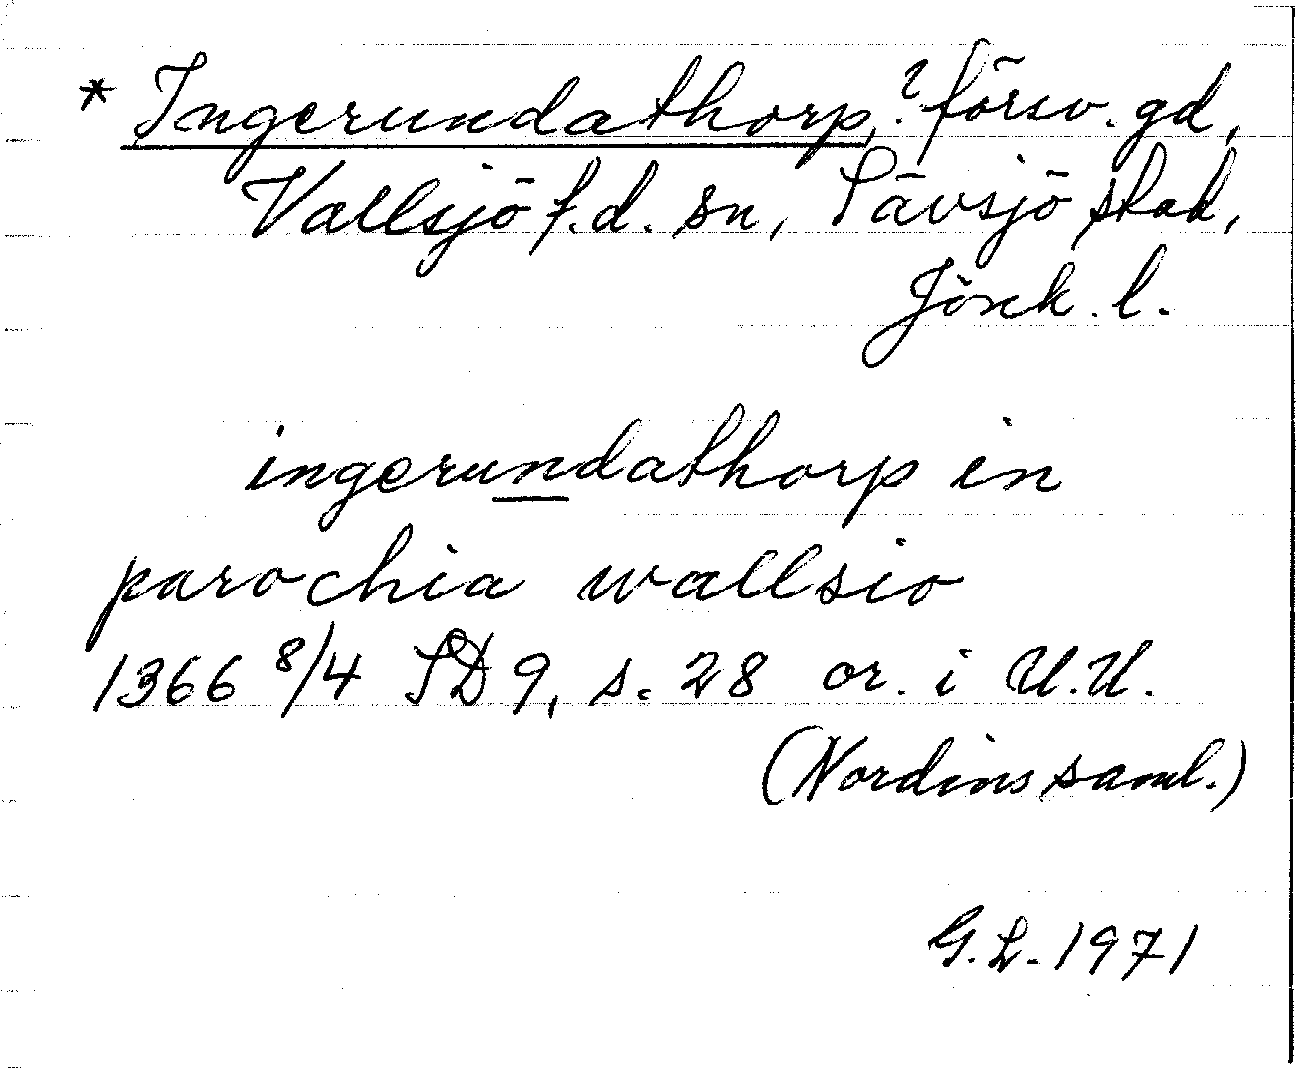 * Ingerundathorp, ? försv. gd,
Vallsjö f.d. sn, Sävsjö stad,
Jönk. l.
ingerundathorp in
parochia wallsio
1366 8/4 SD 9, s. 28 or. i U.U.
(Nordins saml.)
G.L. 1971